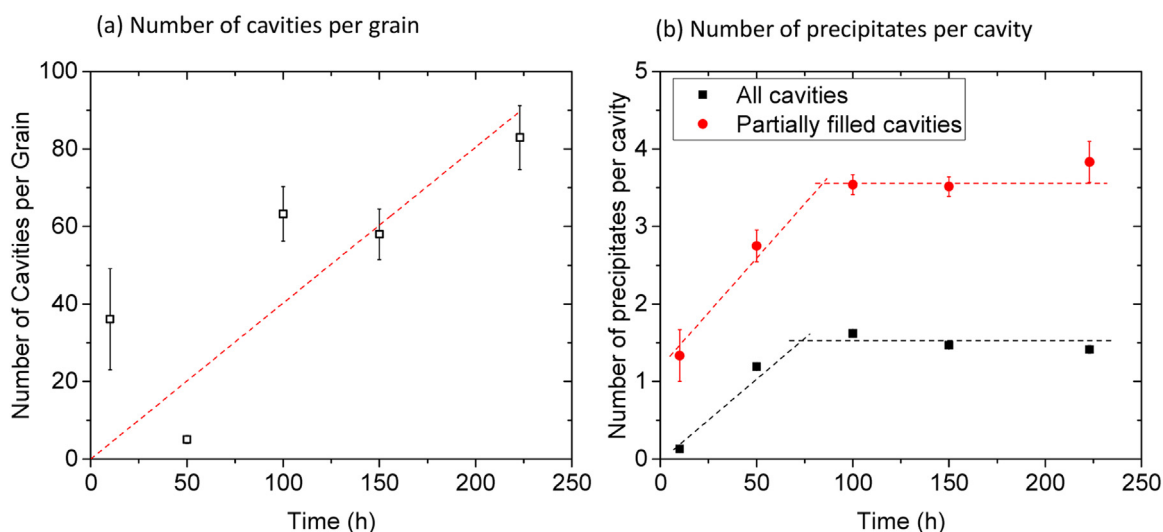 (a) Number of cavities per grain
(b) Number of precipitates per cavity
Number of Cavities per Grain
100
80
60
40
20
0
0 50 100 150 200 250
Time (h)
Number of precipitates per cavity
5
4
3
2
1
0
All cavities
Partially filled cavities
0 50 100 150 200 250
Time (h)